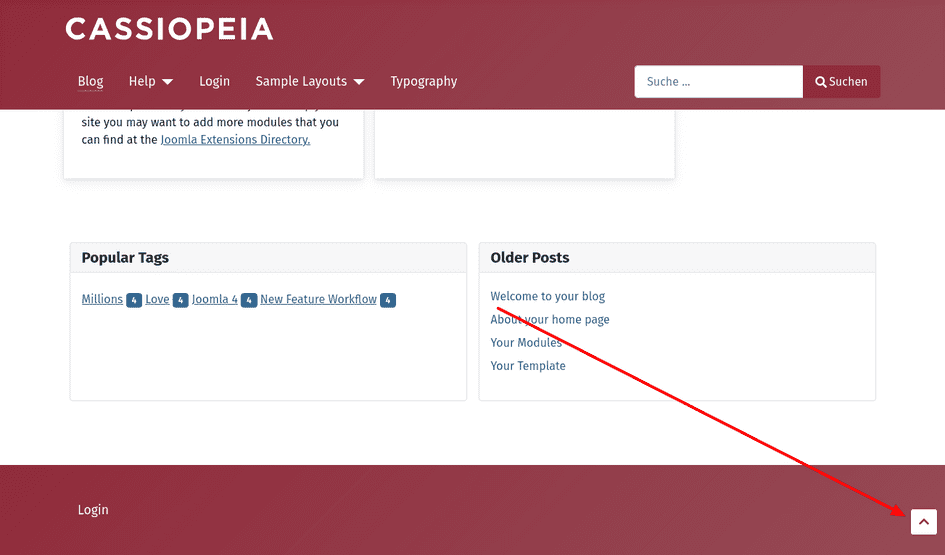 CASSIOPEIA
Blog Help Login Sample Layouts Typography Suche ... Suchen
site you may want to add more modules that you
can find at the Joomla Extensions Directory.
Popular Tags
Millions 4 Love 4 Joomla 4 4 New Feature Workflow 4
Older Posts
Welcome to your blog
About your home page
Your Modules
Your Template
Login